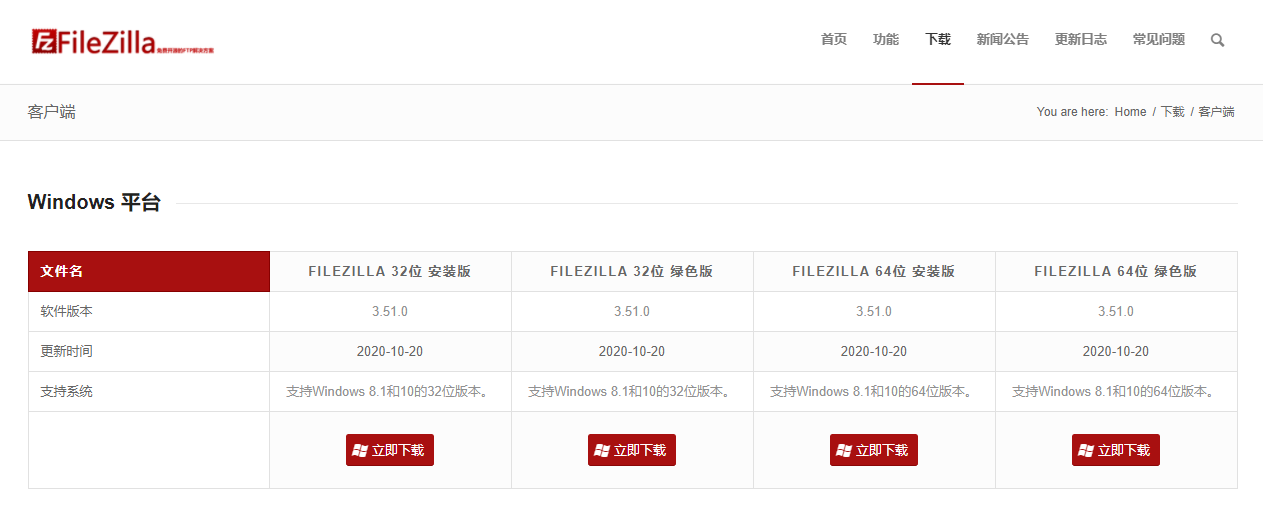 FileZilla 免费开源的FTP解决方案
首页 功能 下载 新闻公告 更新日志 常见问题
客户端
You are here: Home / 下载 / 客户端
Windows 平台
文件名 FILEZILLA 32位 安装版 FILEZILLA 32位 绿色版 FILEZILLA 64位 安装版 FILEZILLA 64位 绿色版
软件版本 3.51.0 3.51.0 3.51.0 3.51.0
更新时间 2020-10-20 2020-10-20 2020-10-20 2020-10-20
支持系统 支持Windows 8.1和10的32位版本。 支持Windows 8.1和10的32位版本。 支持Windows 8.1和10的64位版本。 支持Windows 8.1和10的64位版本。
立即下载 立即下载 立即下载 立即下载